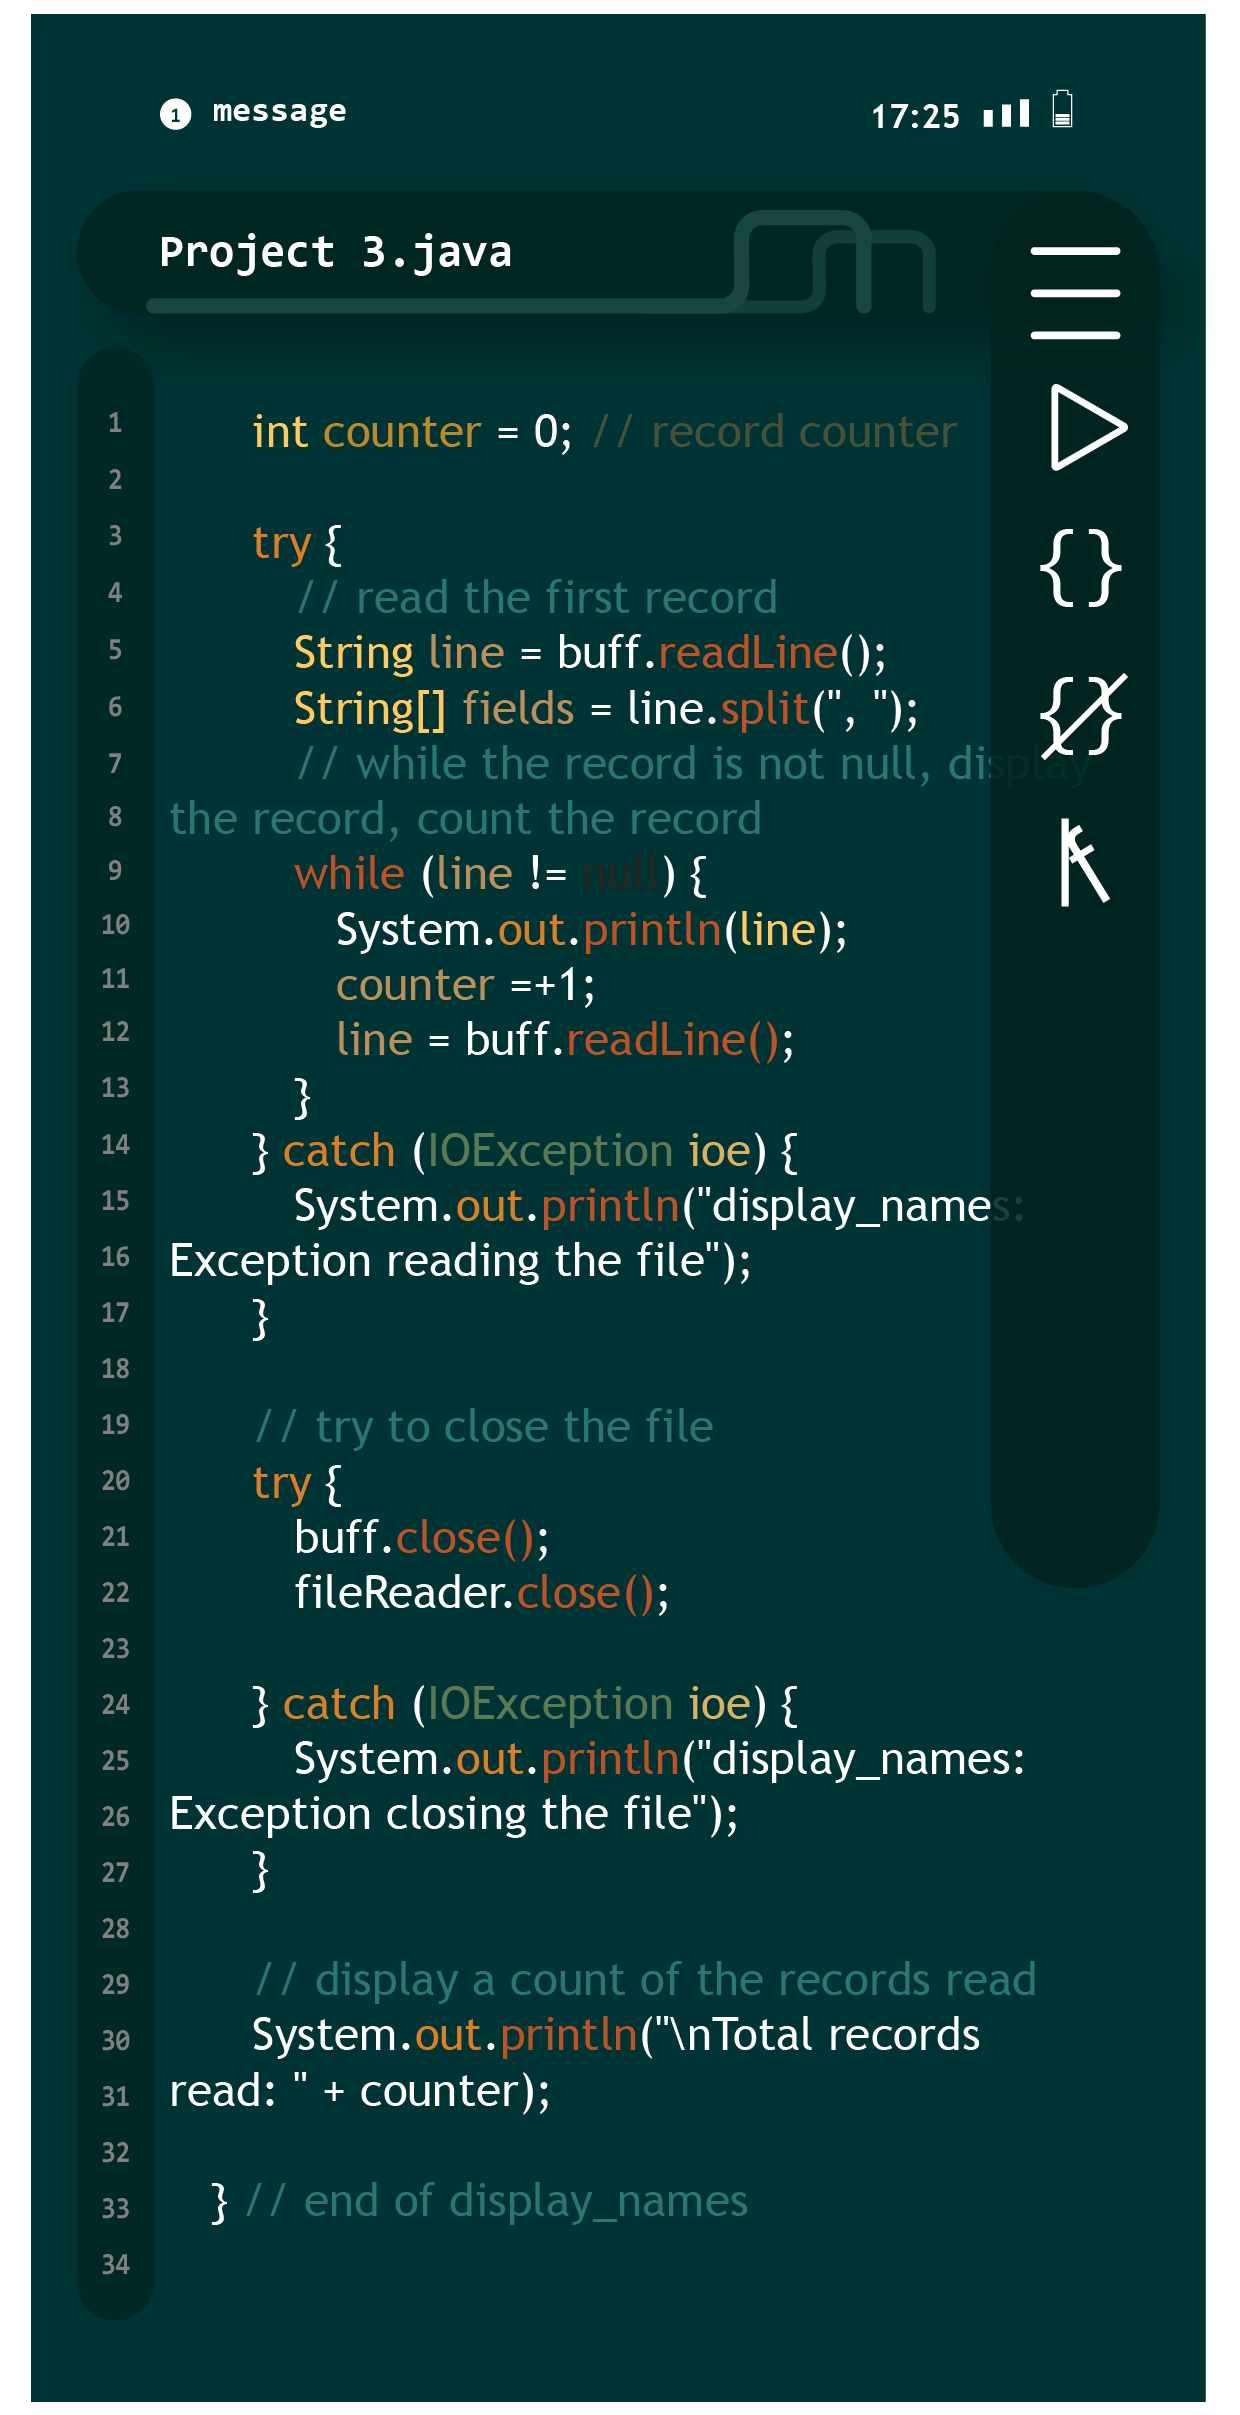 1 message 17:25
Project 3.java
1 int counter = 0; // record counter
2
3 try {
4 // read the first record
5 String line = buff.readLine();
6 String[] fields = line.split(", ");
7 // while the record is not null, display
8 the record, count the record
9 while (line != null) {
10 System.out.println(line);
11 counter =+1;
12 line = buff.readLine();
13 }
14 } catch (IOException ioe) {
15 System.out.println("display_names:
16 Exception reading the file");
17 }
18
19 // try to close the file
20 try {
21 buff.close();
22 fileReader.close();
23
24 } catch (IOException ioe) {
25 System.out.println("display_names:
26 Exception closing the file");
27 }
28
29 // display a count of the records read
30 System.out.println("\nTotal records
31 read: " + counter);
32
33 } // end of display_names
34